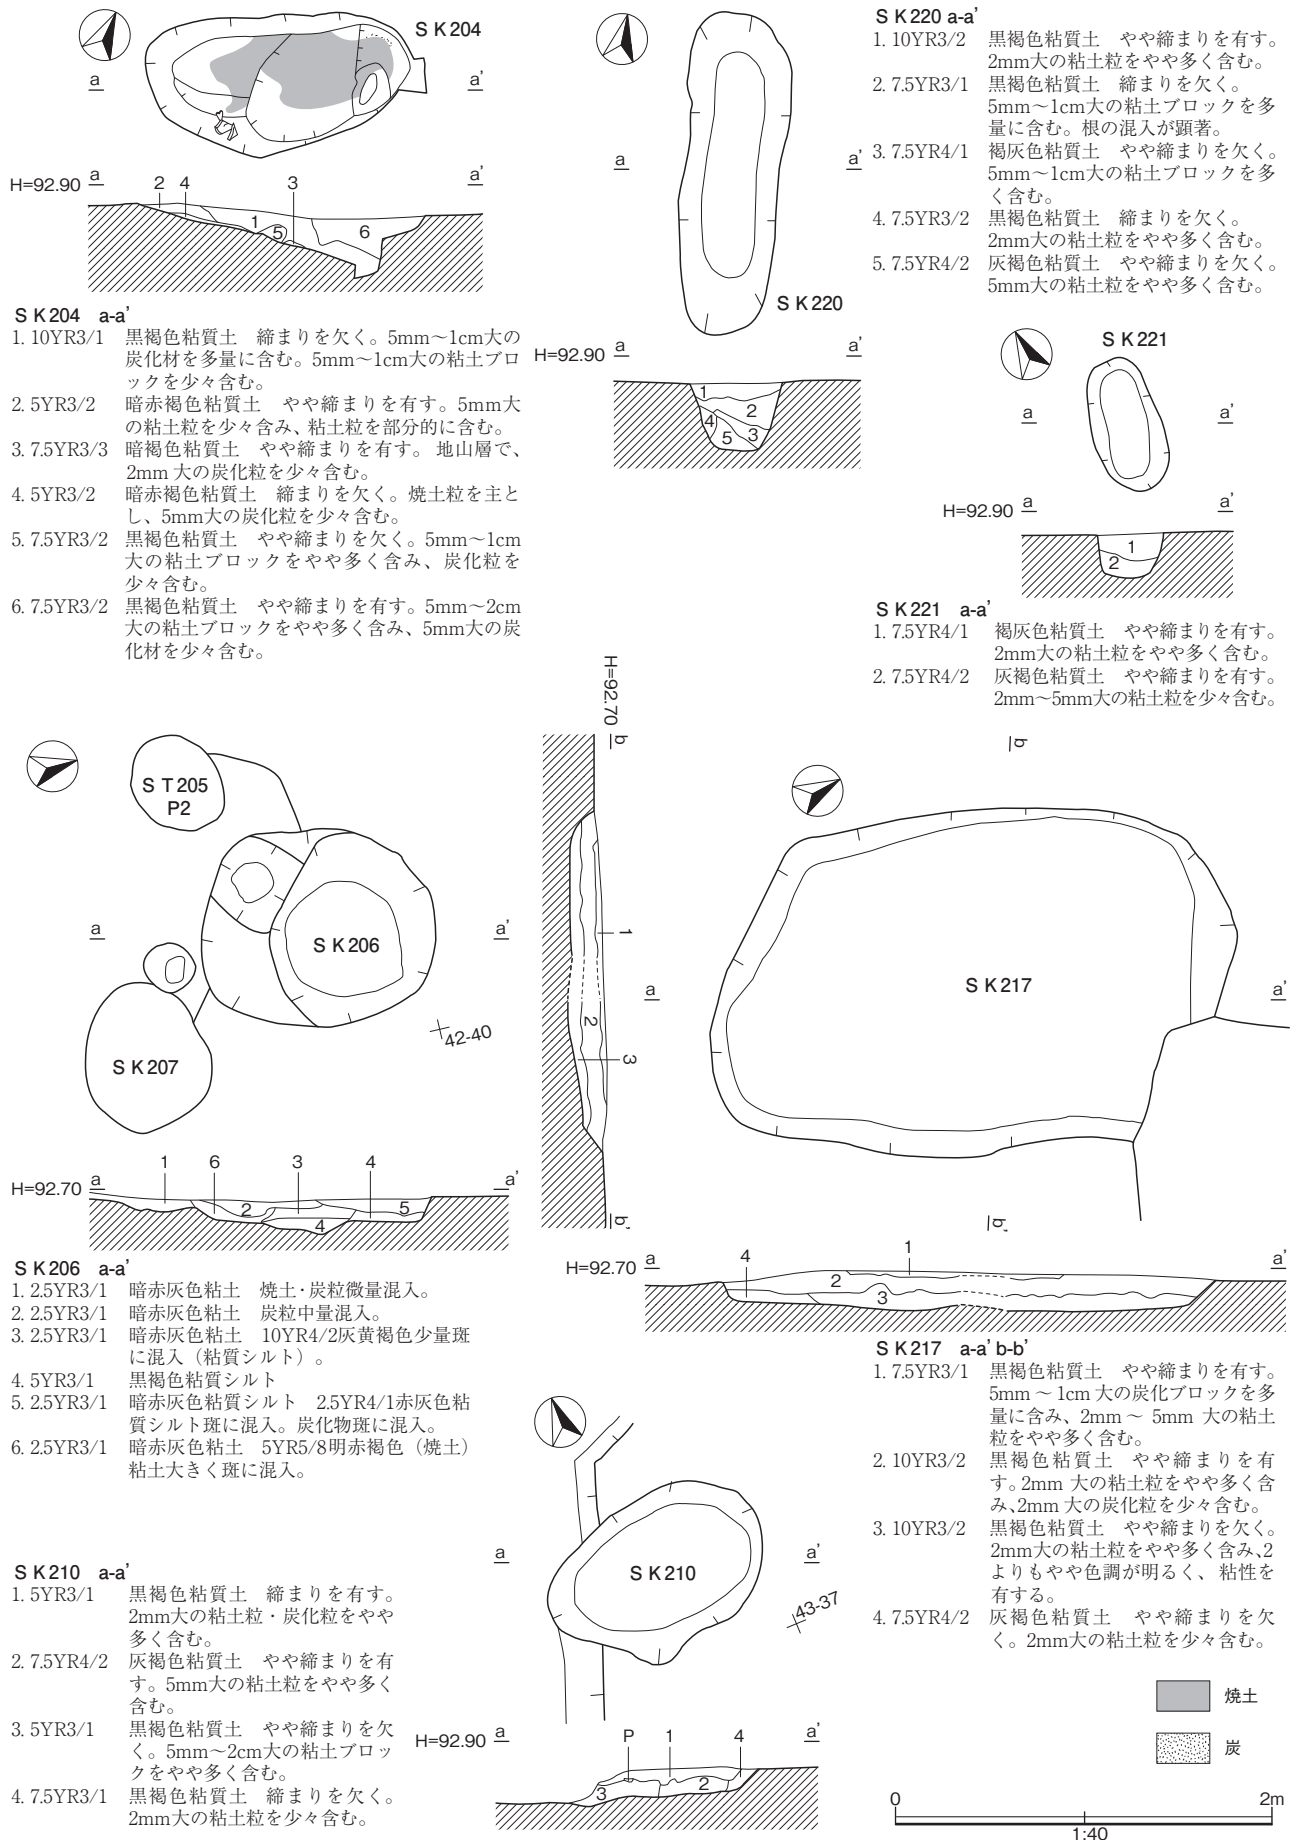 S K204
a a'
H=92.90 a a'
2 4 3
1 5 6
S K204 a-a'
1. 10YR3/1 黒褐色粘質土 締まりを欠く。5mm〜1cm大の
炭化材を多量に含む。5mm〜1cm大の粘土ブロ
ックを少々含む。
2. 5YR3/2 暗赤褐色粘質土 やや締まりを有す。5mm大
の粘土粒を少々含み、粘土粒を部分的に含む。
3. 7.5YR3/3 暗褐色粘質土 やや締まりを有す。 地山層で、
2mm 大の炭化粒を少々含む。
4. 5YR3/2 暗赤褐色粘質土 締まりを欠く。焼土粒を主と
し、5mm大の炭化粒を少々含む。
5. 7.5YR3/2 黒褐色粘質土 やや締まりを欠く。5mm〜1cm
大の粘土ブロックをやや多く含み、炭化粒を
少々含む。
6. 7.5YR3/2 黒褐色粘質土 やや締まりを有す。5mm〜2cm
大の粘土ブロックをやや多く含み、5mm大の炭
化材を少々含む。
a a'
S K220
H=92.90 a a'
1
2
4
5 3
S K220 a-a'
1. 10YR3/2 黒褐色粘質土 やや締まりを有す。
2mm大の粘土粒をやや多く含む。
2. 7.5YR3/1 黒褐色粘質土 締まりを欠く。
5mm〜1cm大の粘土ブロックを多
量に含む。根の混入が顕著。
3. 7.5YR4/1 褐灰色粘質土 やや締まりを欠く。
5mm〜1cm大の粘土ブロックを多
く含む。
4. 7.5YR3/2 黒褐色粘質土 締まりを欠く。
2mm大の粘土粒をやや多く含む。
5. 7.5YR4/2 灰褐色粘質土 やや締まりを欠く。
5mm大の粘土粒をやや多く含む。
S K221
a a'
H=92.90 a a'
1
2
S K221 a-a'
1. 7.5YR4/1 褐灰色粘質土 やや締まりを有す。
2mm大の粘土粒をやや多く含む。
2. 7.5YR4/2 灰褐色粘質土 やや締まりを有す。
2mm〜5mm大の粘土粒を少々含む。
S T205
P2
a a'
S K206
42-40
S K207
H=92.70 a a'
1 6 3 4
2 4 5
S K206 a-a'
1. 2.5YR3/1 暗赤灰色粘土 焼土・炭粒微量混入。
2. 2.5YR3/1 暗赤灰色粘土 炭粒中量混入。
3. 2.5YR3/1 暗赤灰色粘土 10YR4/2灰黄褐色少量斑
に混入（粘質シルト）。
4. 5YR3/1 黒褐色粘質シルト
5. 2.5YR3/1 暗赤灰色粘質シルト 2.5YR4/1赤灰色粘
質シルト斑に混入。炭化物斑に混入。
6. 2.5YR3/1 暗赤灰色粘土 5YR5/8明赤褐色（焼土）
粘土大きく斑に混入。
H=92.70 b
1
2
3
b'
b
a a'
S K217
b'
H=92.70 a a'
4 1
2
3
S K217 a-a' b-b'
1. 7.5YR3/1 黒褐色粘質土 やや締まりを有す。
5mm 〜 1cm 大の炭化ブロックを多
量に含み、2mm 〜 5mm 大の粘土
粒をやや多く含む。
2. 10YR3/2 黒褐色粘質土 やや締まりを有
す。2mm 大の粘土粒をやや多く含
み、2mm 大の炭化粒を少々含む。
3. 10YR3/2 黒褐色粘質土 やや締まりを欠く。
2mm大の粘土粒をやや多く含み、2
よりもやや色調が明るく、粘性を
有する。
4. 7.5YR4/2 灰褐色粘質土 やや締まりを欠
く。2mm大の粘土粒を少々含む。
S K210 a-a'
1. 5YR3/1 黒褐色粘質土 締まりを有す。
2mm大の粘土粒・炭化粒をやや
多く含む。
2. 7.5YR4/2 灰褐色粘質土 やや締まりを有
す。5mm大の粘土粒をやや多く
含む。
3. 5YR3/1 黒褐色粘質土 やや締まりを欠
く。5mm〜2cm大の粘土ブロッ
クをやや多く含む。
4. 7.5YR3/1 黒褐色粘質土 締まりを欠く。
2mm大の粘土粒を少々含む。
a a'
S K210
43-37
H=92.90 a a'
P 1 4
3 2
焼土
炭
0 2m
1:40